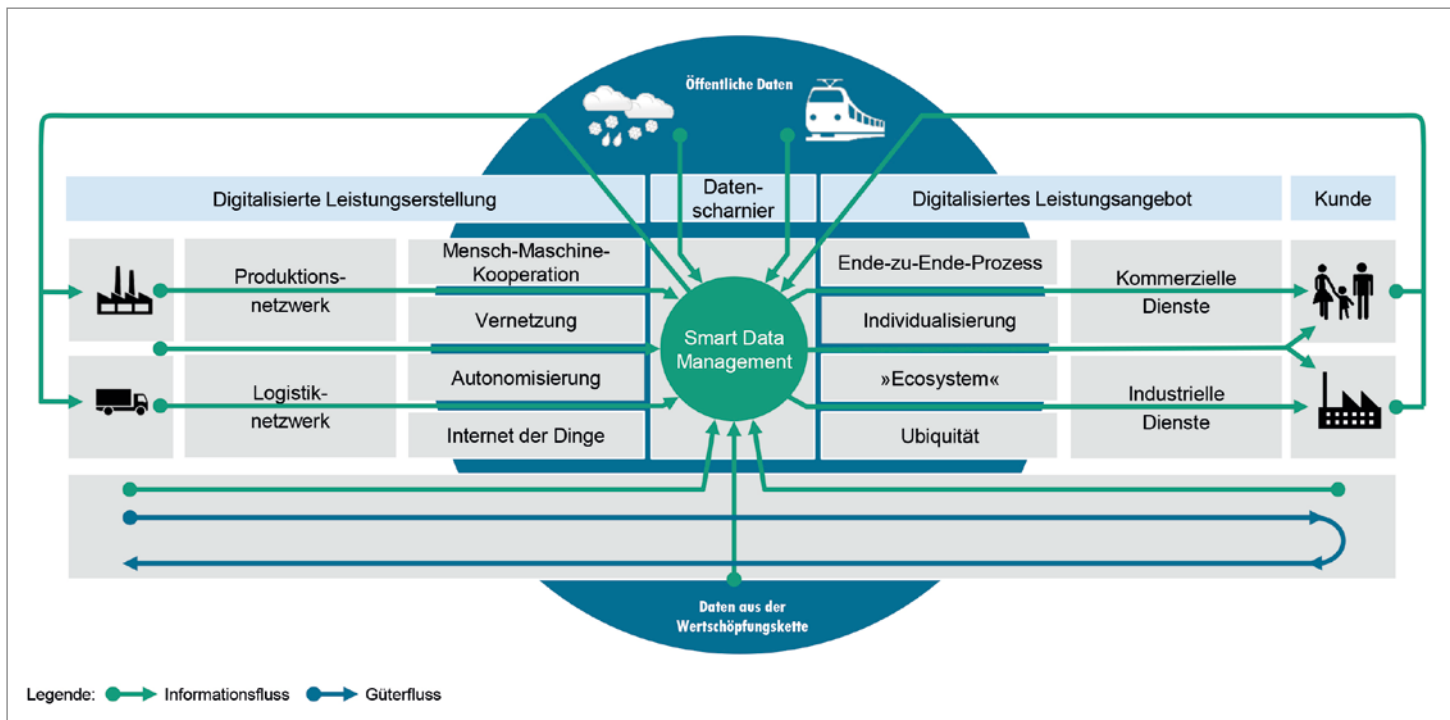 Öffentliche Daten
Digitalisierte Leistungserstellung
Daten-
scharnier
Digitalisiertes Leistungsangebot
Kunde
Produktions-
netzwerk
Mensch-Maschine-
Kooperation
Vernetzung
Logistik-
netzwerk
Autonomisierung
Internet der Dinge
Smart Data
Management
Ende-zu-Ende-Prozess
Individualisierung
»Ecosystem«
Ubiquität
Kommerzielle
Dienste
Industrielle
Dienste
Daten aus der
Wertschöpfungskette
Legende: Informationsfluss Güterfluss